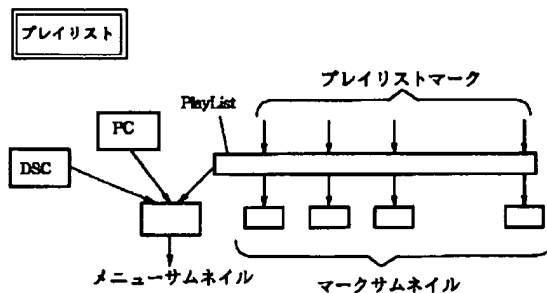 プレイリスト
プレイリストマーク
PlayList
PC
DSC
メニューサムネイル
マークサムネイル